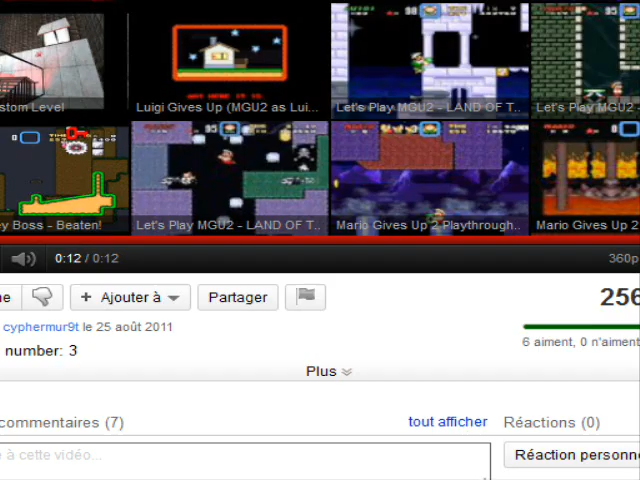 stom Level
Luigi Gives Up (MGU2 as Lui...
Let's Play MGU2 - LAND OF T..
Let's Play MGU2
y Boss - Beaten!
Let's Play MGU2 - LAND OF T..
Mario Gives Up 2 Playthrough..
Mario Gives Up 2
0:12 / 0:12
360p
ne
+ Ajouter à
Partager
256
cyphermur9t le 25 août 2011
6 aiment, 0 n'aiment
number: 3
Plus
commentaires (7)
tout afficher
Réactions (0)
à cette vidéo...
Réaction personne